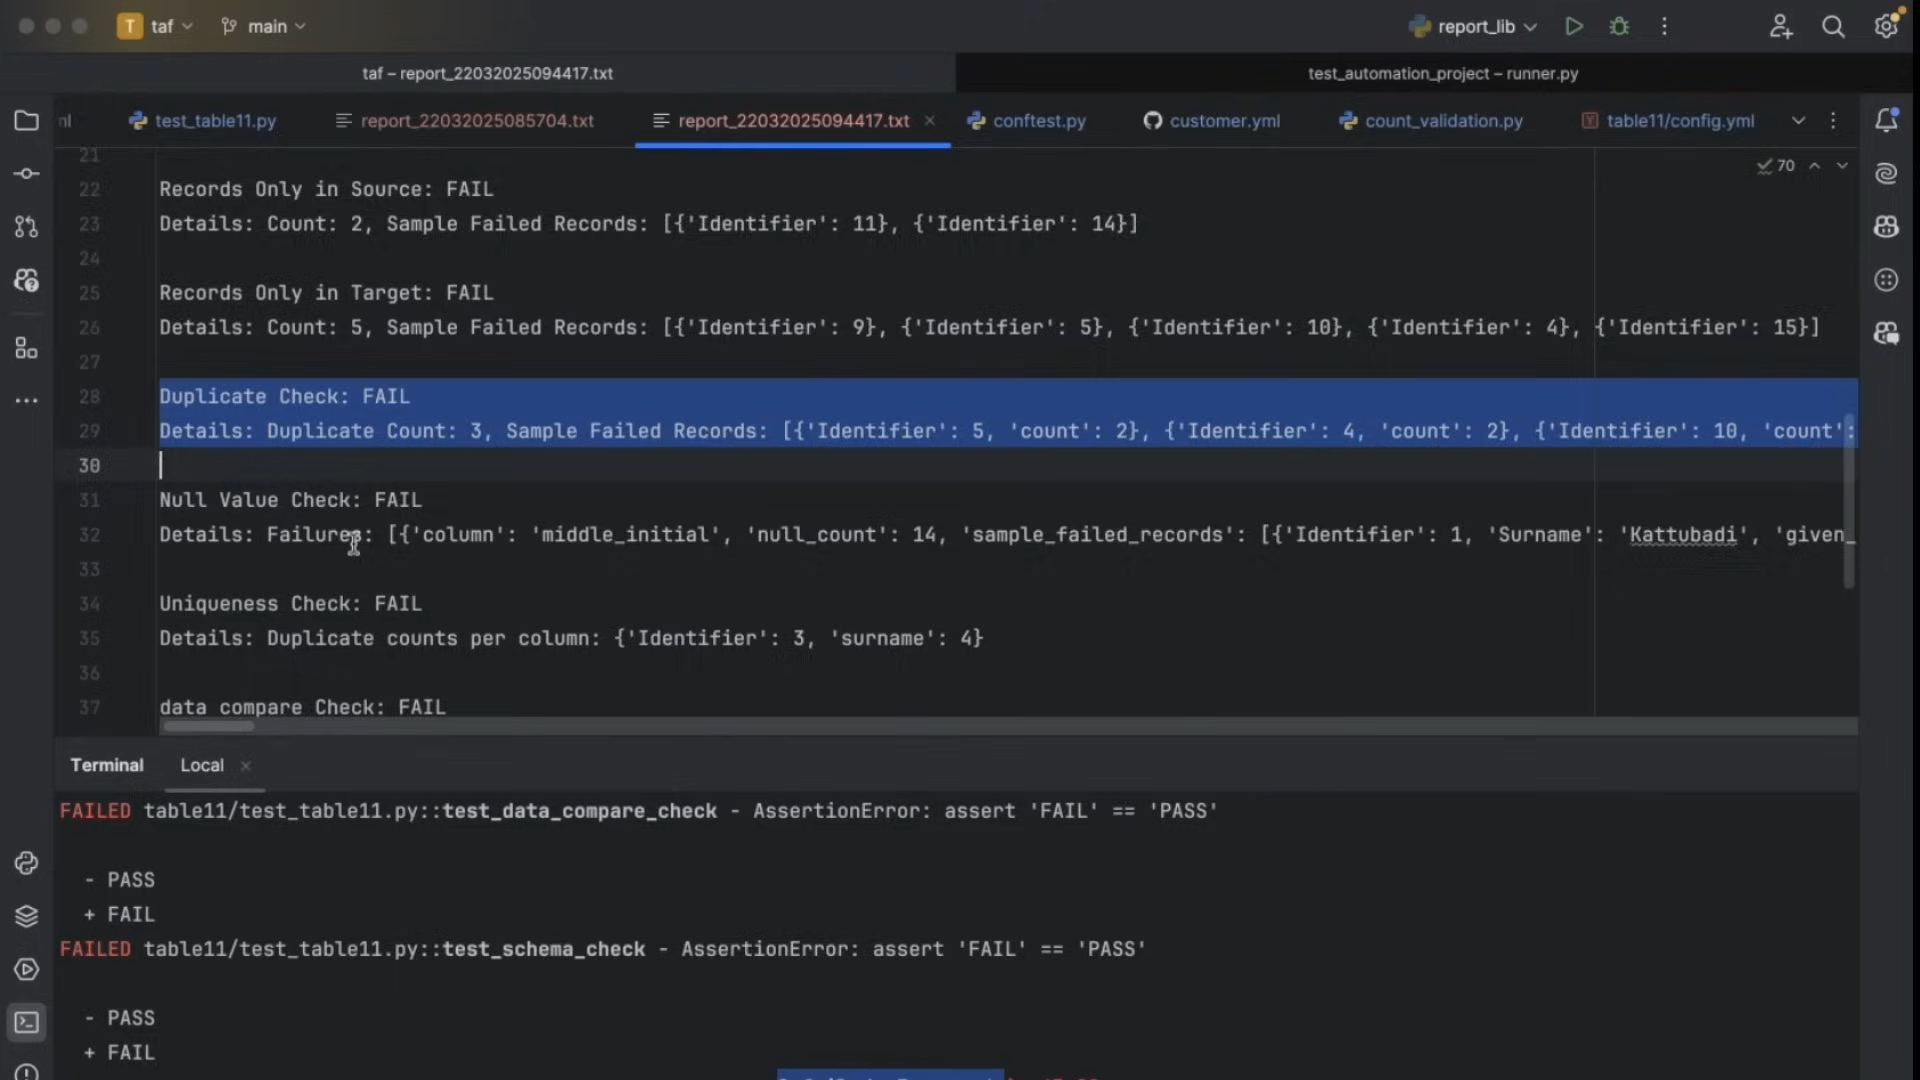 T taf main report_lib
taf – report_22032025094417.txt test_automation_project – runner.py
nl test_table11.py report_22032025085704.txt report_22032025094417.txt conftest.py customer.yml count_validation.py table11/config.yml
70
21
22 Records Only in Source: FAIL
23 Details: Count: 2, Sample Failed Records: [{'Identifier': 11}, {'Identifier': 14}]
24
25 Records Only in Target: FAIL
26 Details: Count: 5, Sample Failed Records: [{'Identifier': 9}, {'Identifier': 5}, {'Identifier': 10}, {'Identifier': 4}, {'Identifier': 15}]
27
28 Duplicate Check: FAIL
29 Details: Duplicate Count: 3, Sample Failed Records: [{'Identifier': 5, 'count': 2}, {'Identifier': 4, 'count': 2}, {'Identifier': 10, 'count':
30
31 Null Value Check: FAIL
32 Details: Failures: [{'column': 'middle_initial', 'null_count': 14, 'sample_failed_records': [{'Identifier': 1, 'Surname': 'Kattubadi', 'given_
33
34 Uniqueness Check: FAIL
35 Details: Duplicate counts per column: {'Identifier': 3, 'surname': 4}
36
37 data compare Check: FAIL
Terminal Local
FAILED table11/test_table11.py::test_data_compare_check - AssertionError: assert 'FAIL' == 'PASS'
- PASS
+ FAIL
FAILED table11/test_table11.py::test_schema_check - AssertionError: assert 'FAIL' == 'PASS'
- PASS
+ FAIL